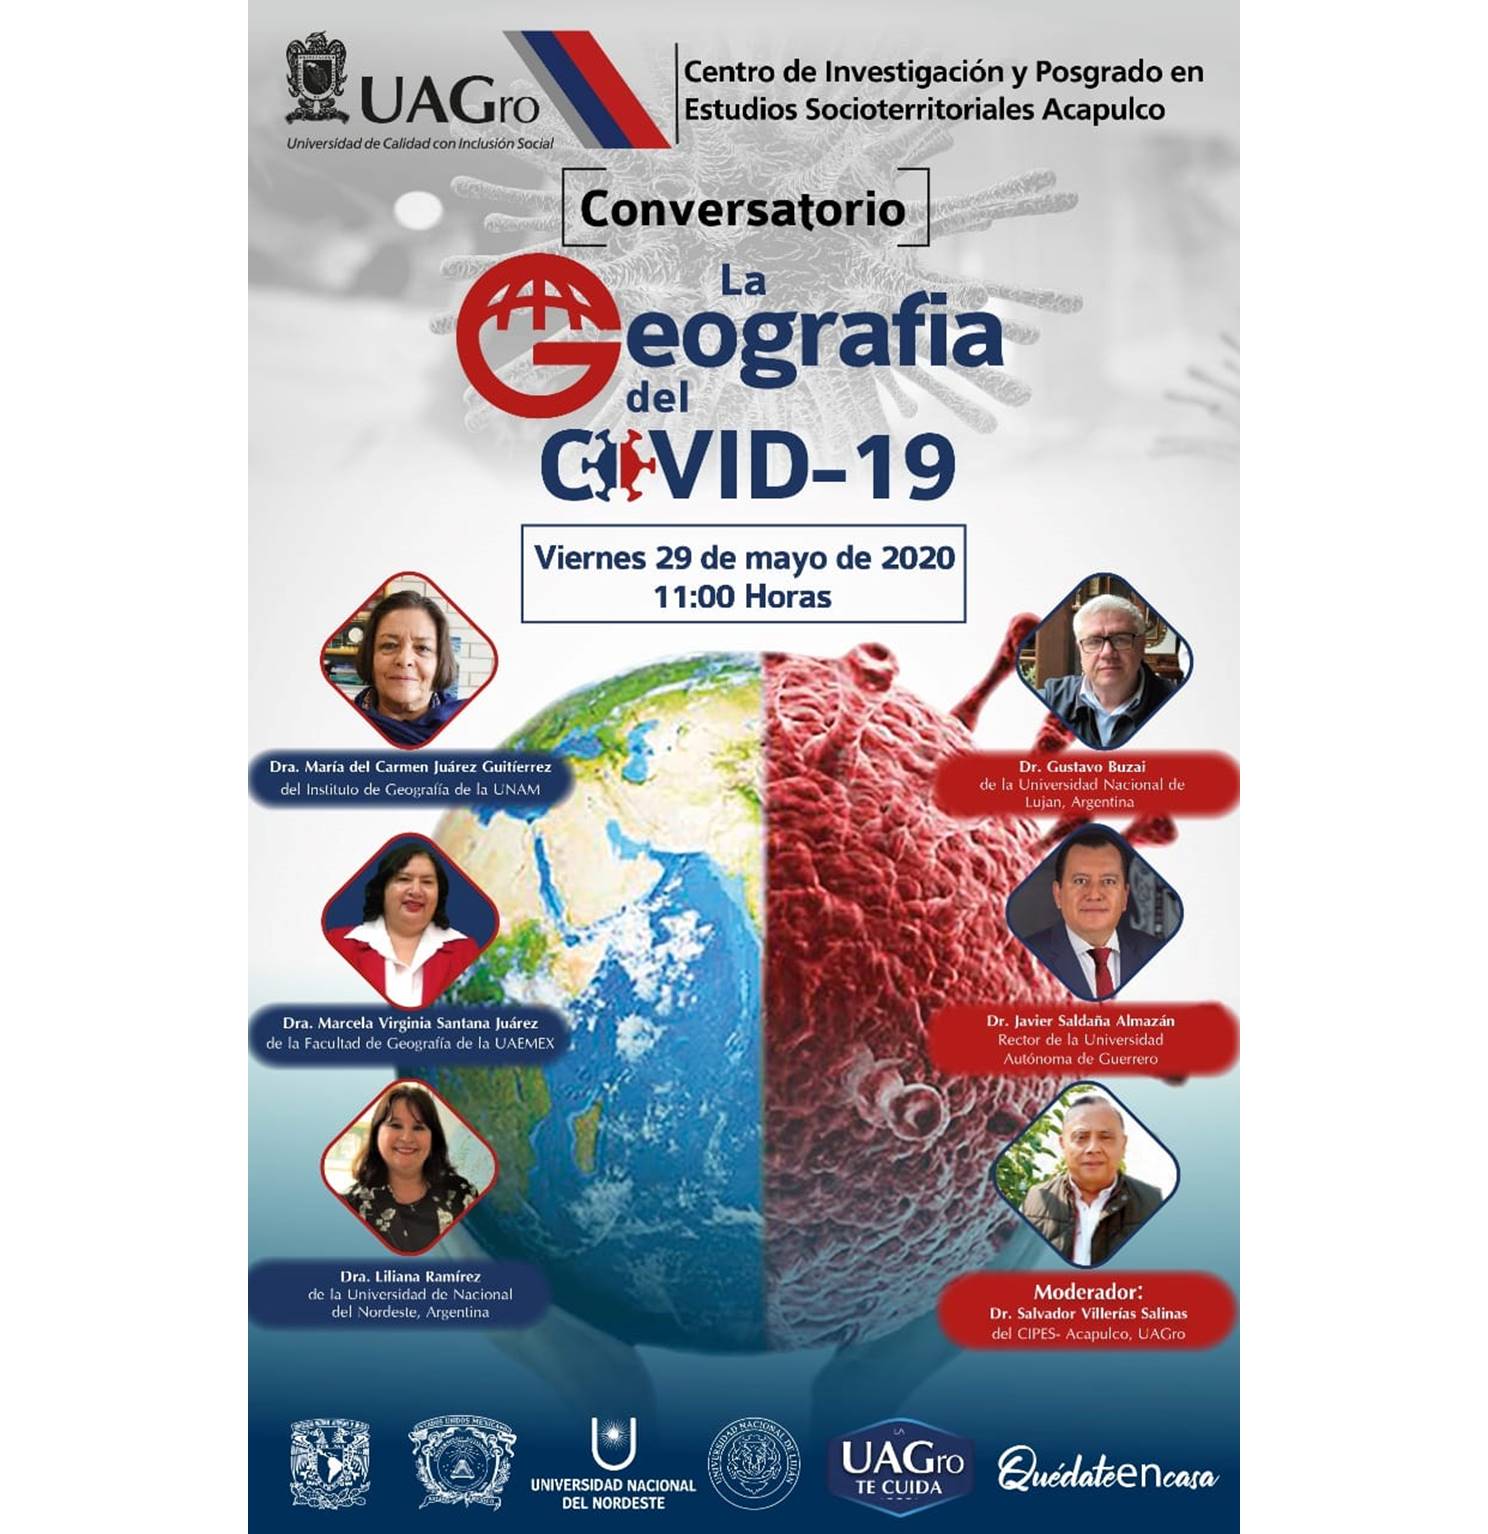 UAGro
Universidad de Calidad con Inclusión Social
Centro de Investigación y Posgrado en
Estudios Socioterritoriales Acapulco
Conversatorio
La
Geografia
del
COVID-19
Viernes 29 de mayo de 2020
11:00 Horas
Dra. María del Carmen Juárez Guitíerrez
del Instituto de Geografía de la UNAM
Dr. Gustavo Buzai
de la Universidad Nacional de
Lujan, Argentina
Dra. Marcela Virginia Santana Juárez
de la Facultad de Geografía de la UAEMEX
Dr. Javier Saldaña Almazán
Rector de la Universidad
Autónoma de Guerrero
Dra. Liliana Ramírez
de la Universidad de Nacional
del Nordeste, Argentina
Moderador:
Dr. Salvador Villerías Salinas
del CIPES- Acapulco, UAGro
UNIVERSIDAD NACIONAL
DEL NORDESTE
UNIVERSIDAD NACIONAL DE LUJAN
LA
UAGro
TE CUIDA
Quédateencasa